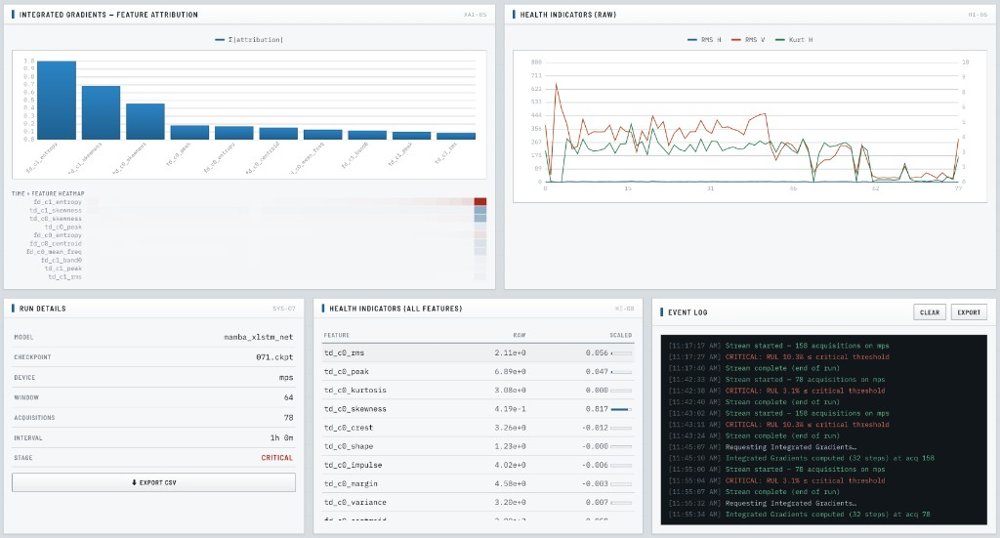 INTEGRATED GRADIENTS — FEATURE ATTRIBUTION
XAI-05
Σ|attribution|
1.0
0.9
0.8
0.7
0.6
0.5
0.4
0.3
0.2
0.1
0.0
fd_c1_entropy
td_c0_peak
fd_c0_entropy
td_c1_peak
td_c1_rms
TIME × FEATURE HEATMAP
fd_c1_entropy
td_c1_skewness
td_c0_skewness
td_c0_peak
fd_c0_entropy
fd_c0_centroid
fd_c0_mean_freq
fd_c1_band0
td_c1_peak
td_c1_rms
HEALTH INDICATORS (RAW)
HI-06
RMS H
RMS V
Kurt H
800
711
622
533
444
356
267
178
89
0
15
31
46
62
77
10
RUN DETAILS
SYS-07
MODEL mamba_xlstm_net
CHECKPOINT 071.ckpt
DEVICE mps
WINDOW 64
ACQUISITIONS 78
INTERVAL 1h 0m
STAGE CRITICAL
⬇ EXPORT CSV
HEALTH INDICATORS (ALL FEATURES)
HI-08
FEATURE RAW SCALED
td_c0_rms 2.11e+0 0.056
td_c0_peak 6.89e+0 0.047
td_c0_kurtosis 3.08e+0 0.000
td_c0_skewness 4.19e-1 0.817
td_c0_crest 3.26e+0 -0.012
td_c0_shape 1.23e+0 -0.000
td_c0_impulse 4.02e+0 -0.006
td_c0_margin 4.58e+0 -0.003
td_c0_variance 3.20e+0 0.007
EVENT LOG
CLEAR
EXPORT
[11:17:17 AM] Stream started — 158 acquisitions on mps
[11:17:27 AM] CRITICAL: RUL 10.3% ≤ critical threshold
[11:17:40 AM] Stream complete (end of run)
[11:42:33 AM] Stream started — 78 acquisitions on mps
[11:42:38 AM] CRITICAL: RUL 3.1% ≤ critical threshold
[11:42:40 AM] Stream complete (end of run)
[11:43:02 AM] Stream started — 158 acquisitions on mps
[11:43:11 AM] CRITICAL: RUL 10.3% ≤ critical threshold
[11:43:24 AM] Stream complete (end of run)
[11:45:07 AM] Requesting Integrated Gradients…
[11:45:10 AM] Integrated Gradients computed (32 steps) at acq 158
[11:55:00 AM] Stream started — 78 acquisitions on mps
[11:55:04 AM] CRITICAL: RUL 3.1% ≤ critical threshold
[11:55:07 AM] Stream complete (end of run)
[11:55:32 AM] Requesting Integrated Gradients…
[11:55:34 AM] Integrated Gradients computed (32 steps) at acq 78